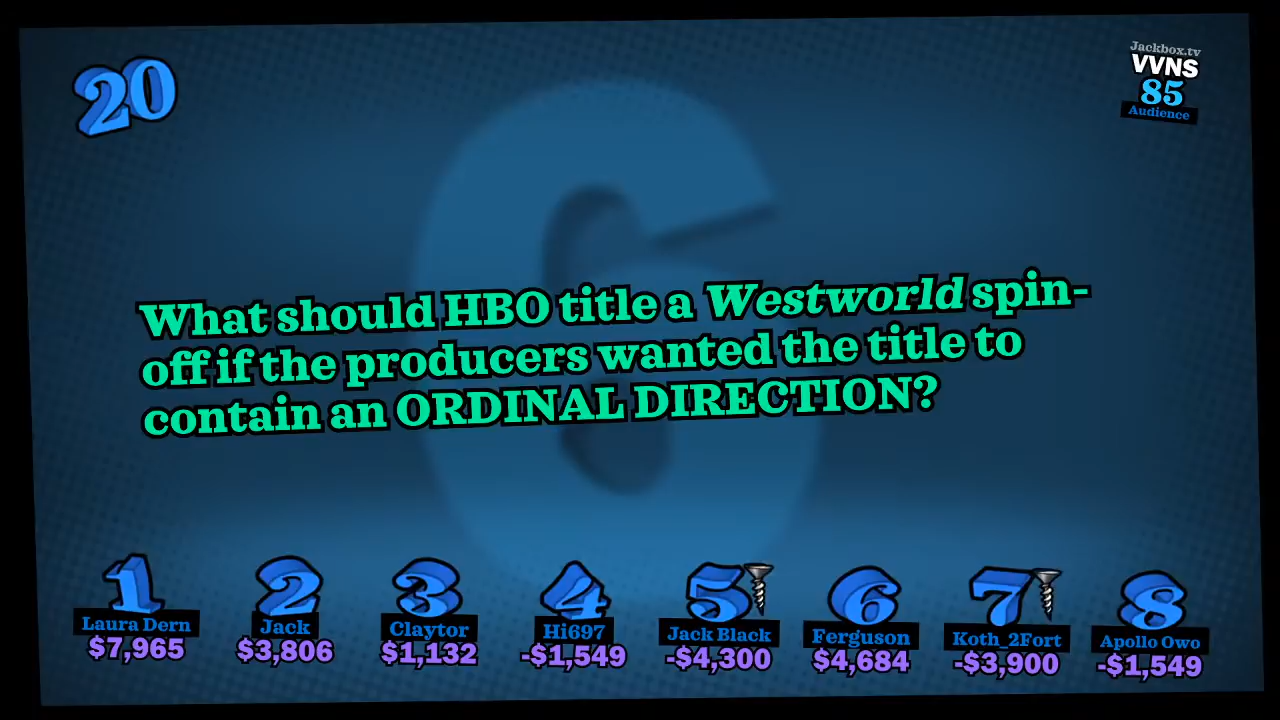 20
Jackbox.tv
VVNS
85
Audience
What should HBO title a Westworld spin-
off if the producers wanted the title to
contain an ORDINAL DIRECTION?
6
1 2 3 4 5 6 7 8
Laura Dern Jack Claytor Hi697 Jack Black Ferguson Koth_2Fort Apollo Owo
$7,965 $3,806 $1,132 -$1,549 -$4,300 $4,684 -$3,900 -$1,549